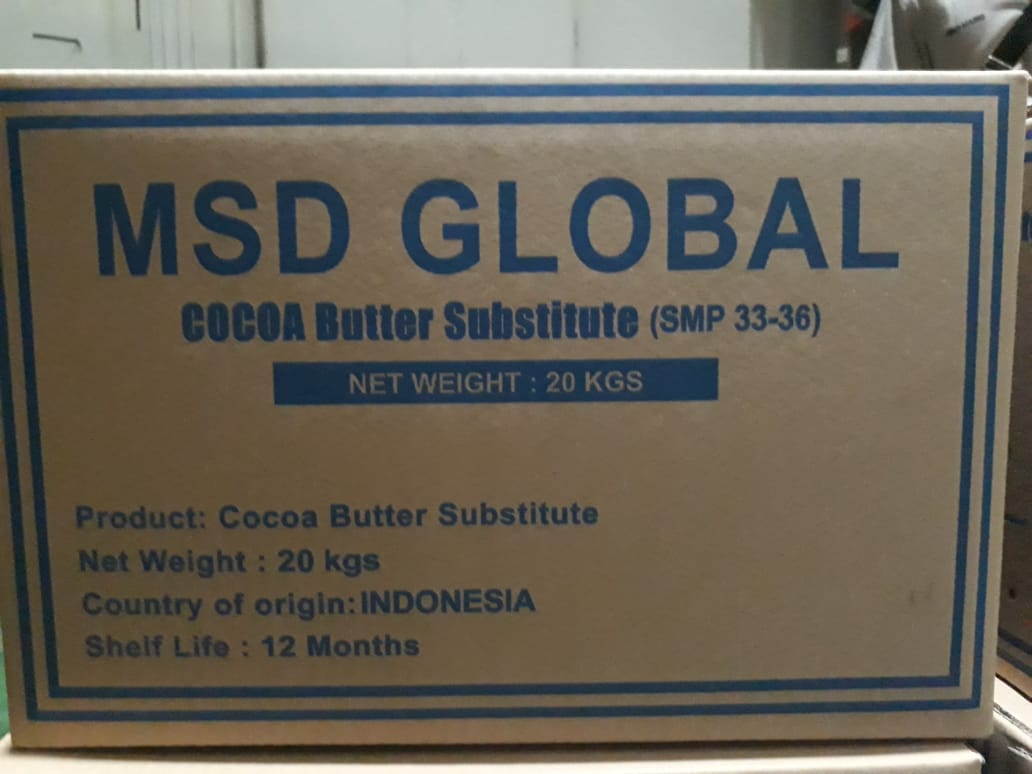 MSD GLOBAL
COCOA Butter Substitute (SMP 33-36)
NET WEIGHT : 20 KGS
Product: Cocoa Butter Substitute
Net Weight : 20 kgs
Country of origin: INDONESIA
Shelf Life : 12 Months